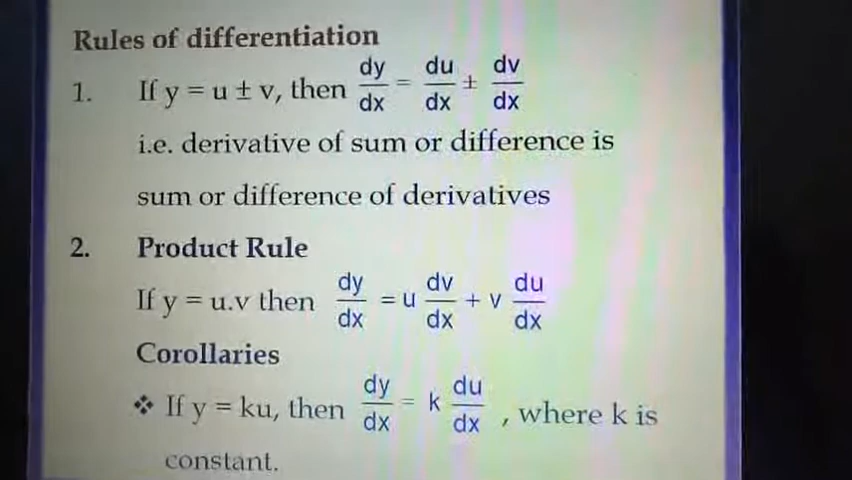 Rules of differentiation
1. If y = u ± v, then dy/dx = du/dx ± dv/dx
i.e. derivative of sum or difference is
sum or difference of derivatives
2. Product Rule
If y = u.v then dy/dx = u dv/dx + v du/dx
Corollaries
❖ If y = ku, then dy/dx = k du/dx , where k is
constant.